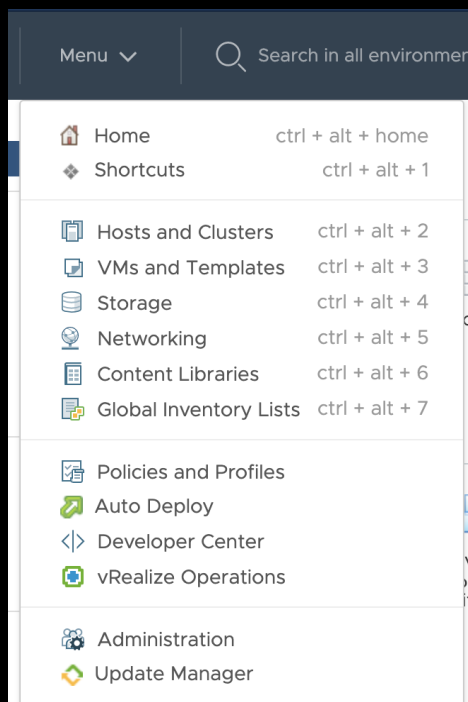 Menu
Search in all environmen
Home ctrl + alt + home
Shortcuts ctrl + alt + 1
Hosts and Clusters ctrl + alt + 2
VMs and Templates ctrl + alt + 3
Storage ctrl + alt + 4
Networking ctrl + alt + 5
Content Libraries ctrl + alt + 6
Global Inventory Lists ctrl + alt + 7
Policies and Profiles
Auto Deploy
Developer Center
vRealize Operations
Administration
Update Manager